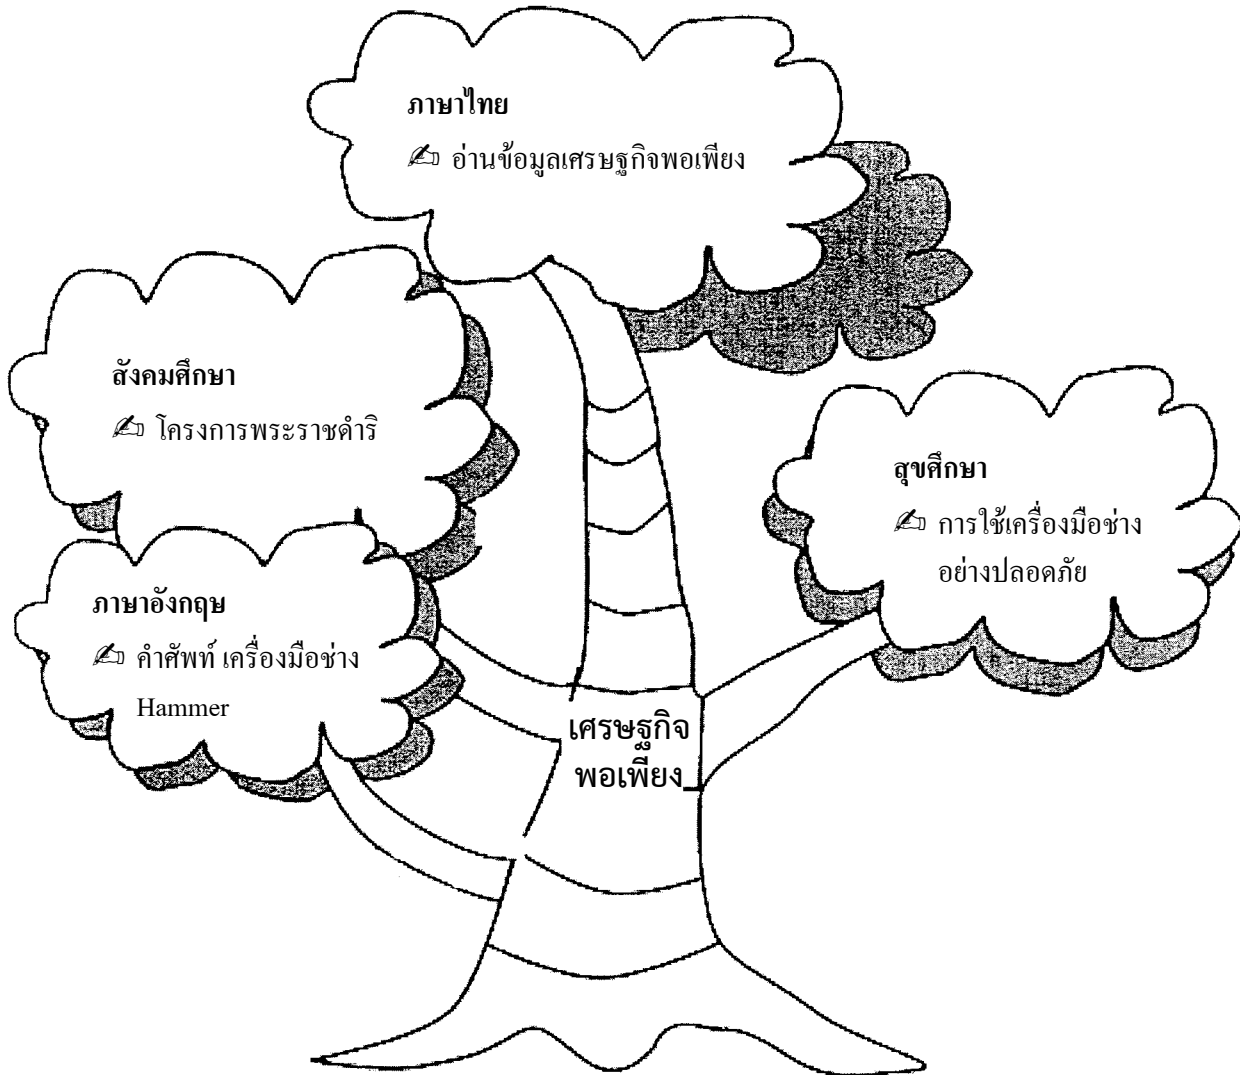 ภาษาไทย
✍ อ่านข้อมูลเศรษฐกิจพอเพียง
สังคมศึกษา
✍ โครงการพระราชดำริ
สุขศึกษา
✍ การใช้เครื่องมือช่าง
อย่างปลอดภัย
ภาษาอังกฤษ
✍ คำศัพท์ เครื่องมือช่าง
Hammer
เศรษฐกิจ
พอเพียง